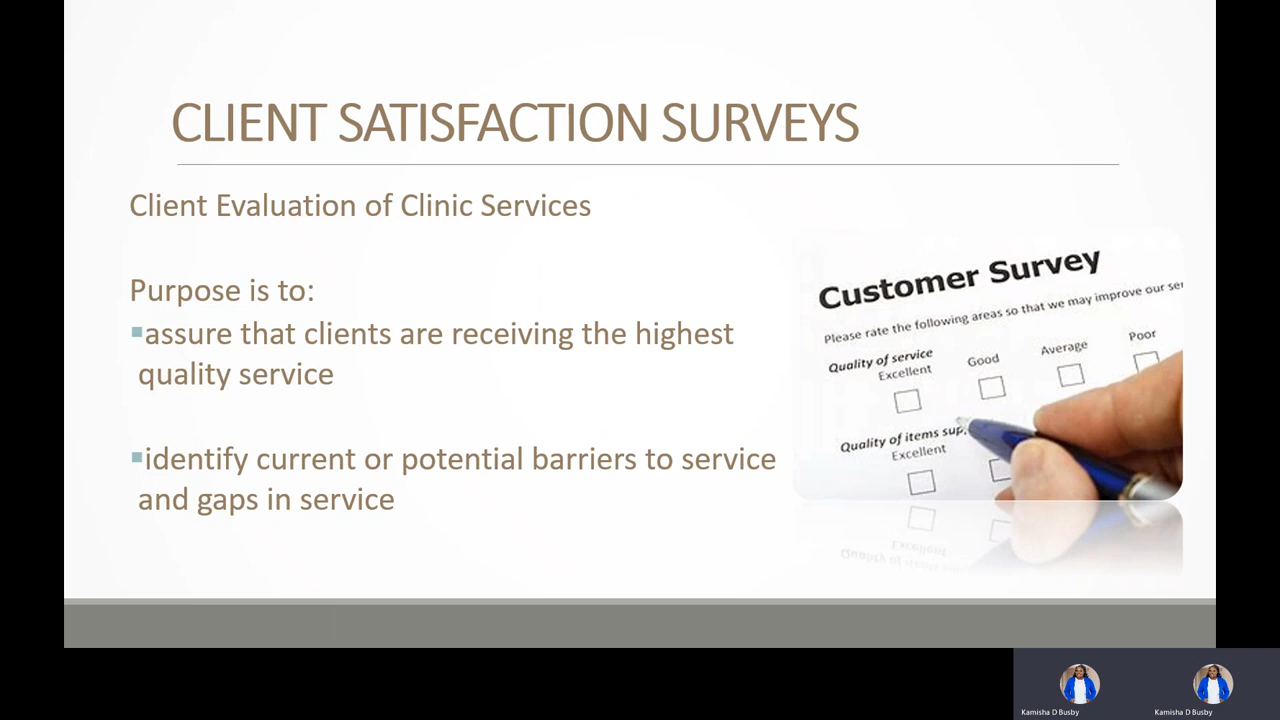 CLIENT SATISFACTION SURVEYS
Client Evaluation of Clinic Services
Purpose is to:
▪assure that clients are receiving the highest
quality service
▪identify current or potential barriers to service
and gaps in service
Customer Survey
Please rate the following areas so that we may improve our
Quality of service
Excellent Good Average Poor
Quality of items
Excellent
Excellent
Kamisha D Busby
Kamisha D Busby